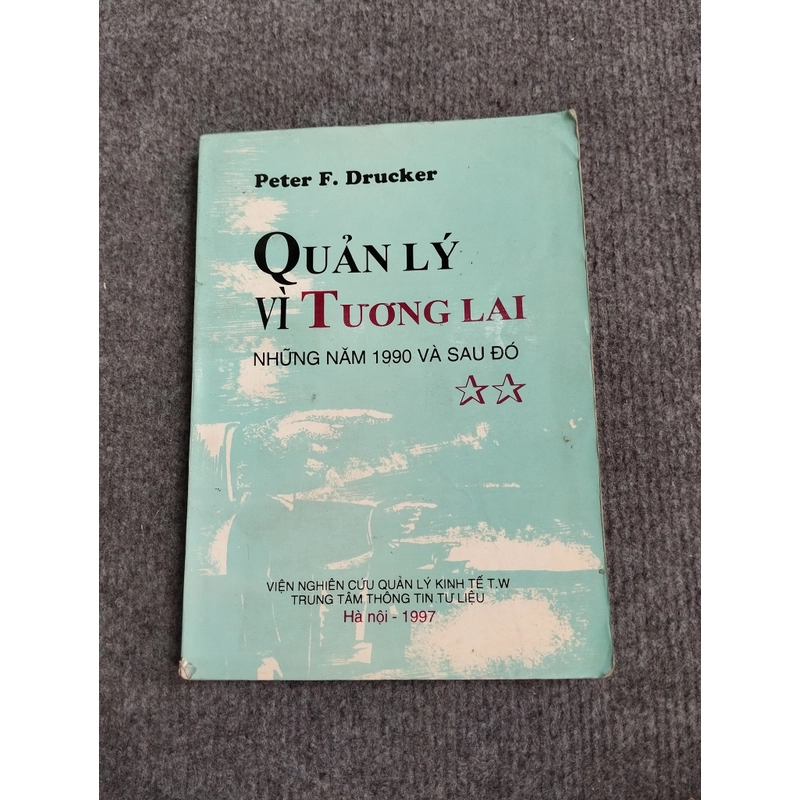 Peter F. Drucker
QUẢN LÝ
VÌ TƯƠNG LAI
NHỮNG NĂM 1990 VÀ SAU ĐÓ
VIỆN NGHIÊN CỨU QUẢN LÝ KINH TẾ T.W
TRUNG TÂM THÔNG TIN TƯ LIỆU
Hà nội - 1997